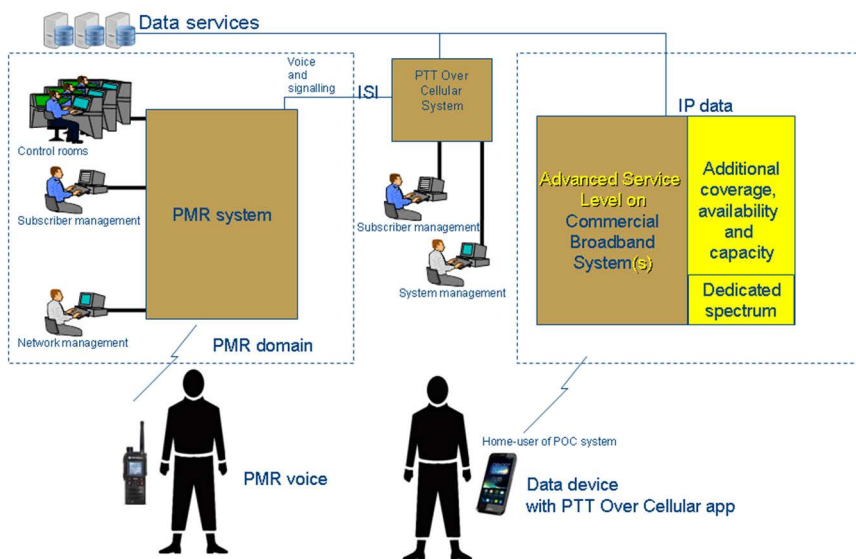 Data services
Voice
and
signalling
ISI
PTT Over
Cellular
System
IP data
Control rooms
Subscriber management
PMR system
Network management
PMR domain
Subscriber management
System management
Advanced Service
Level on
Commercial
Broadband
System(s)
Additional
coverage,
availability
and
capacity
Dedicated
spectrum
PMR voice
Home-user of POC system
Data device
with PTT Over Cellular app